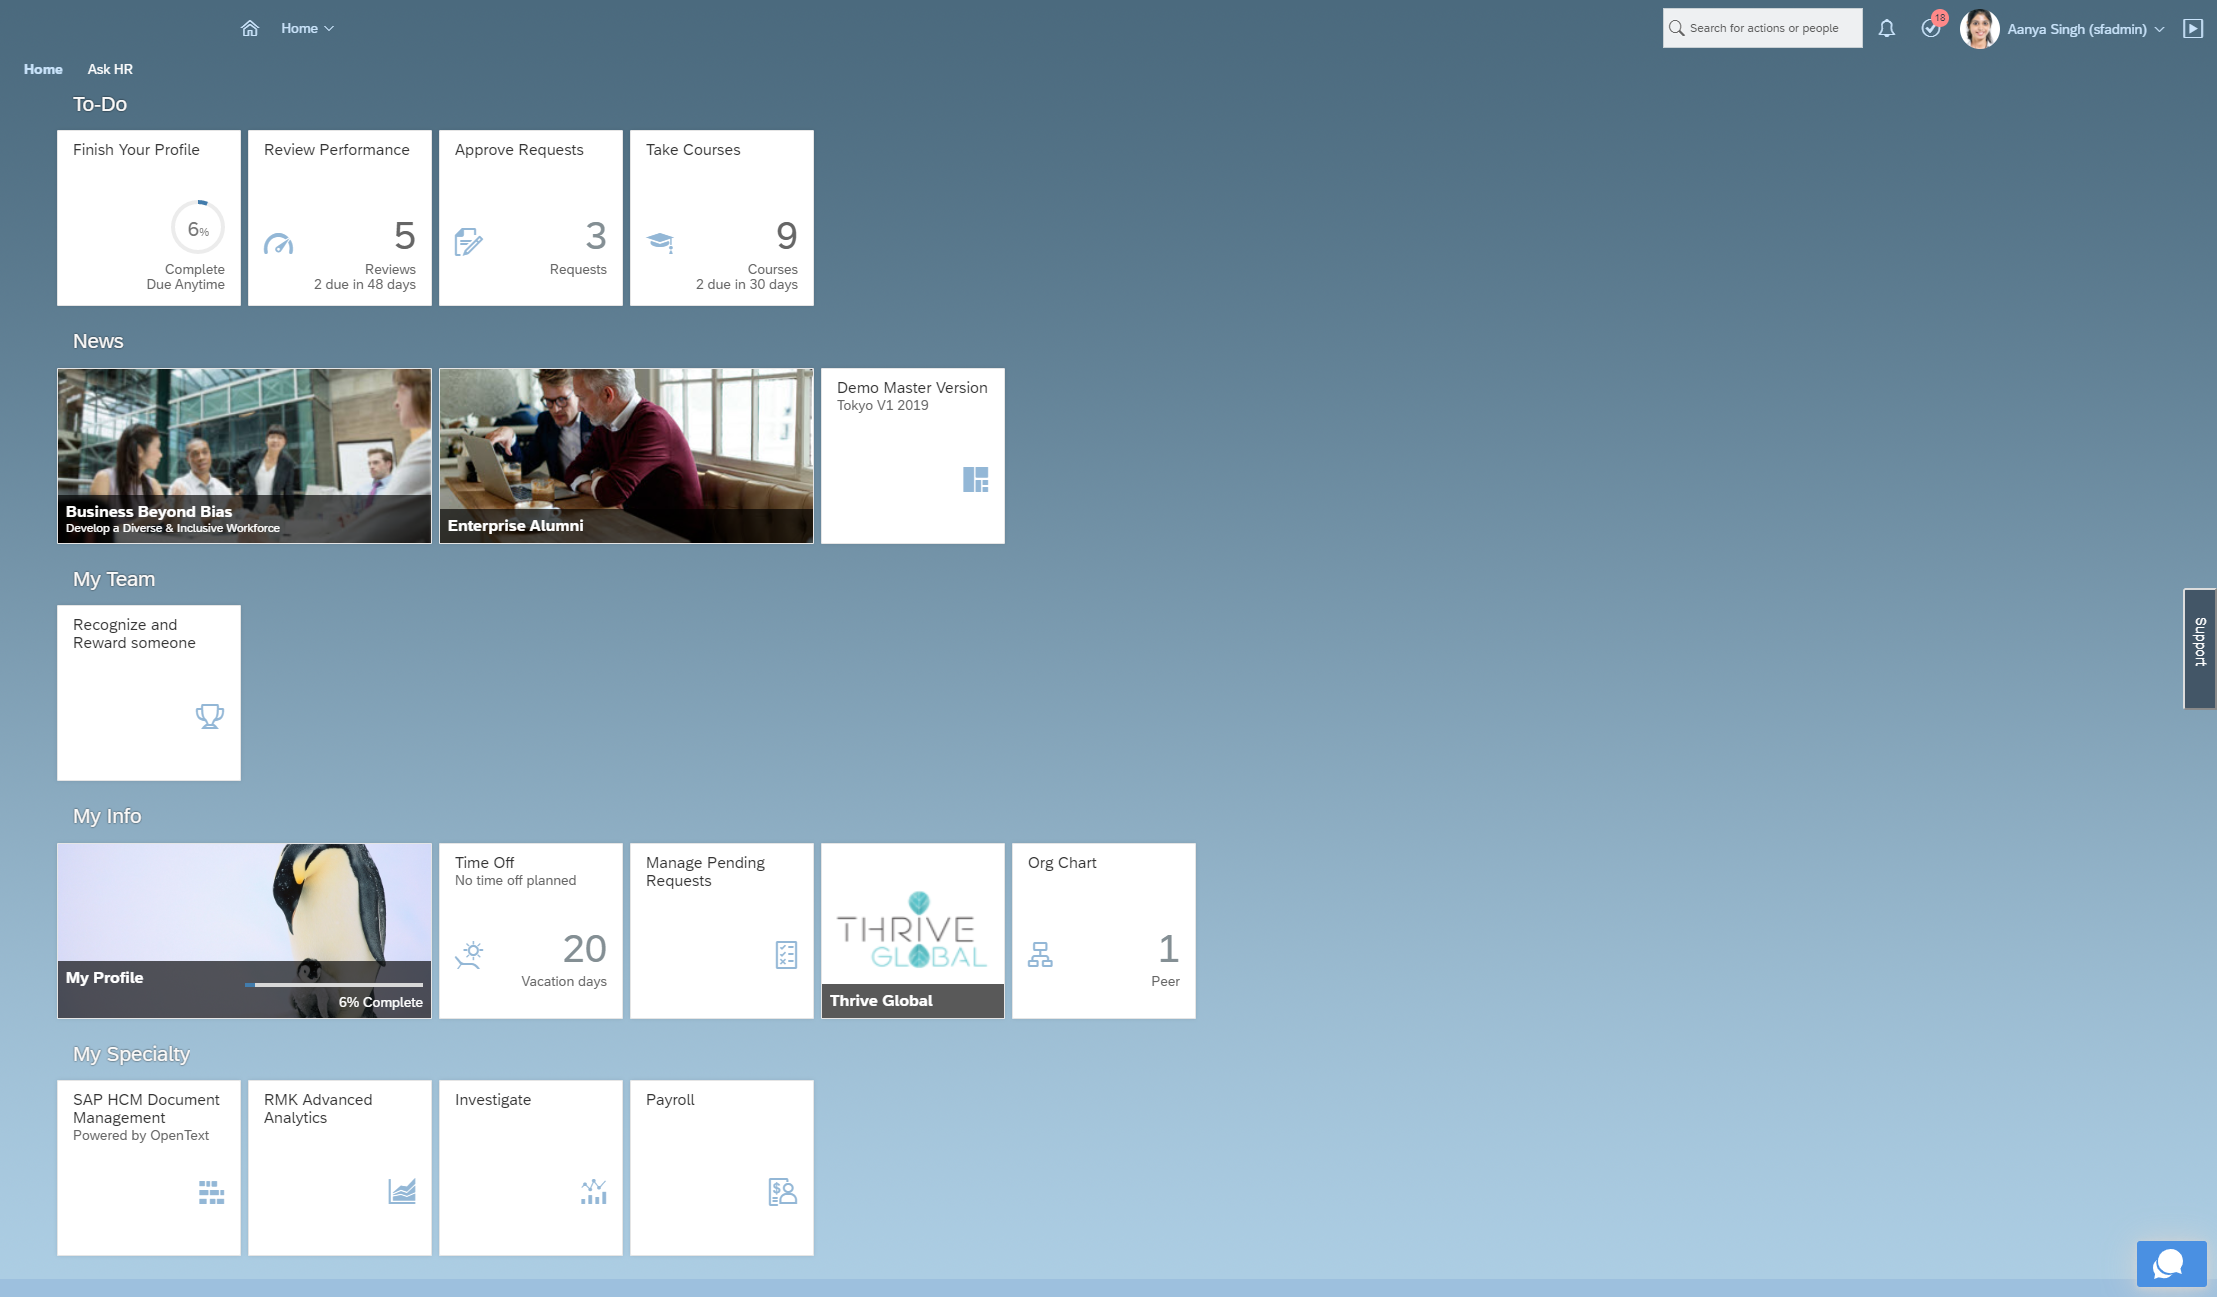 Home
Search for actions or people
18
Aanya Singh (sfadmin)
Home
Ask HR
To-Do
Finish Your Profile
6%
Complete
Due Anytime
Review Performance
5
Reviews
2 due in 48 days
Approve Requests
3
Requests
Take Courses
9
Courses
2 due in 30 days
News
Business Beyond Bias
Develop a Diverse & Inclusive Workforce
Enterprise Alumni
Demo Master Version
Tokyo V1 2019
My Team
Recognize and
Reward someone
Support
My Info
My Profile
6% Complete
Time Off
No time off planned
20
Vacation days
Manage Pending
Requests
THRIVE
GLOBAL
Thrive Global
Org Chart
1
Peer
My Specialty
SAP HCM Document
Management
Powered by OpenText
RMK Advanced
Analytics
Investigate
Payroll